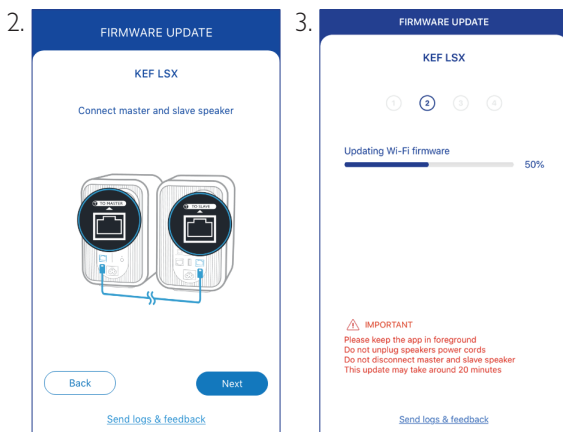 2.
FIRMWARE UPDATE
KEF LSX
Connect master and slave speaker
TO MASTER
TO SLAVE
Back
Next
Send logs & feedback
3.
FIRMWARE UPDATE
KEF LSX
1 2 3 4
Updating Wi-Fi firmware
50%
IMPORTANT
Please keep the app in foreground
Do not unplug speakers power cords
Do not disconnect master and slave speaker
This update may take around 20 minutes
Send logs & feedback